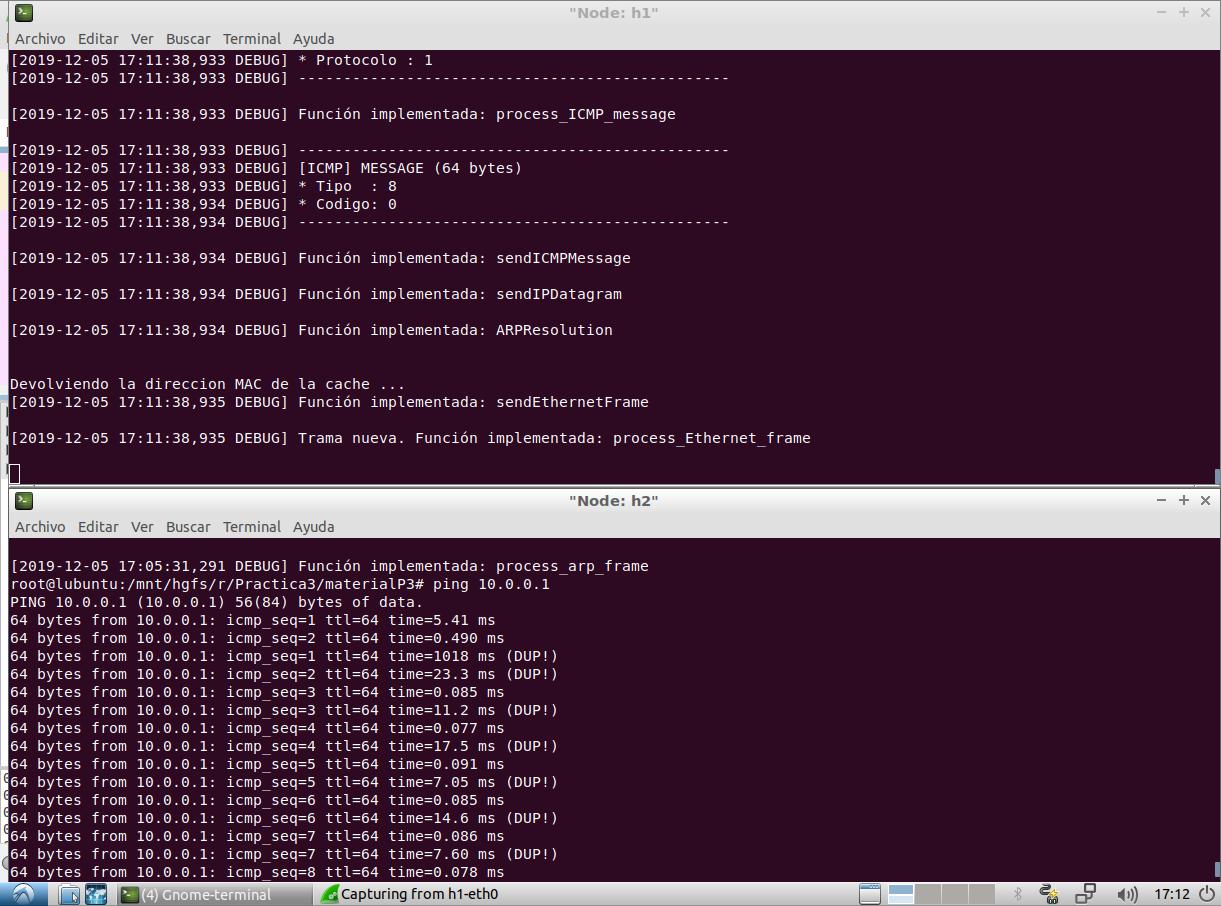 "Node: h1"
Archivo Editar Ver Buscar Terminal Ayuda
[2019-12-05 17:11:38,933 DEBUG] * Protocolo : 1
[2019-12-05 17:11:38,933 DEBUG] ------------------------------------------------
[2019-12-05 17:11:38,933 DEBUG] Función implementada: process_ICMP_message
[2019-12-05 17:11:38,933 DEBUG] ------------------------------------------------
[2019-12-05 17:11:38,933 DEBUG] [ICMP] MESSAGE (64 bytes)
[2019-12-05 17:11:38,933 DEBUG] * Tipo  : 8
[2019-12-05 17:11:38,934 DEBUG] * Codigo: 0
[2019-12-05 17:11:38,934 DEBUG] ------------------------------------------------
[2019-12-05 17:11:38,934 DEBUG] Función implementada: sendICMPMessage
[2019-12-05 17:11:38,934 DEBUG] Función implementada: sendIPDatagram
[2019-12-05 17:11:38,934 DEBUG] Función implementada: ARPResolution
Devolviendo la direccion MAC de la cache ...
[2019-12-05 17:11:38,935 DEBUG] Función implementada: sendEthernetFrame
[2019-12-05 17:11:38,935 DEBUG] Trama nueva. Función implementada: process_Ethernet_frame
"Node: h2"
Archivo Editar Ver Buscar Terminal Ayuda
[2019-12-05 17:05:31,291 DEBUG] Función implementada: process_arp_frame
root@lubuntu:/mnt/hgfs/r/Practica3/materialP3# ping 10.0.0.1
PING 10.0.0.1 (10.0.0.1) 56(84) bytes of data.
64 bytes from 10.0.0.1: icmp_seq=1 ttl=64 time=5.41 ms
64 bytes from 10.0.0.1: icmp_seq=2 ttl=64 time=0.490 ms
64 bytes from 10.0.0.1: icmp_seq=1 ttl=64 time=1018 ms (DUP!)
64 bytes from 10.0.0.1: icmp_seq=2 ttl=64 time=23.3 ms (DUP!)
64 bytes from 10.0.0.1: icmp_seq=3 ttl=64 time=0.085 ms
64 bytes from 10.0.0.1: icmp_seq=3 ttl=64 time=11.2 ms (DUP!)
64 bytes from 10.0.0.1: icmp_seq=4 ttl=64 time=0.077 ms
64 bytes from 10.0.0.1: icmp_seq=4 ttl=64 time=17.5 ms (DUP!)
64 bytes from 10.0.0.1: icmp_seq=5 ttl=64 time=0.091 ms
64 bytes from 10.0.0.1: icmp_seq=5 ttl=64 time=7.05 ms (DUP!)
64 bytes from 10.0.0.1: icmp_seq=6 ttl=64 time=0.085 ms
64 bytes from 10.0.0.1: icmp_seq=6 ttl=64 time=14.6 ms (DUP!)
64 bytes from 10.0.0.1: icmp_seq=7 ttl=64 time=0.086 ms
64 bytes from 10.0.0.1: icmp_seq=7 ttl=64 time=7.60 ms (DUP!)
64 bytes from 10.0.0.1: icmp_seq=8 ttl=64 time=0.078 ms
(4) Gnome-terminal
Capturing from h1-eth0
17:12